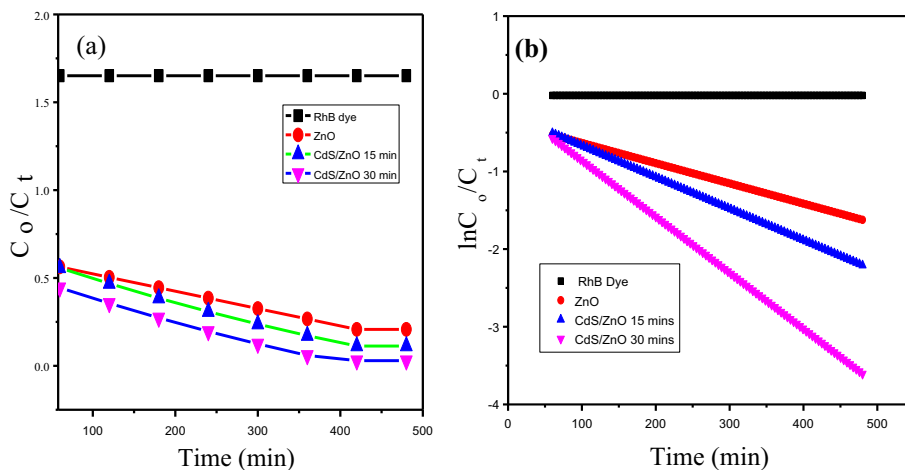 (a)
2.0
1.5
1.0
0.5
0.0
C o/C t
RhB dye
ZnO
CdS/ZnO 15 min
CdS/ZnO 30 min
100 200 300 400 500
Time (min)
(b)
0
-1
-2
-3
-4
lnC o/C t
RhB Dye
ZnO
CdS/ZnO 15 mins
CdS/ZnO 30 mins
0 100 200 300 400 500
Time (min)